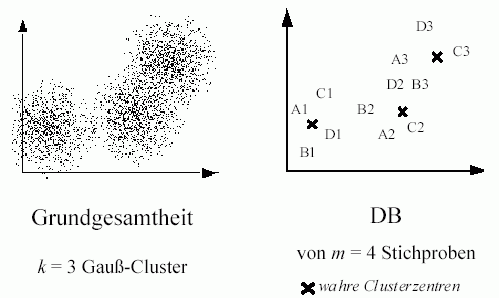 D3
A3
C3
D2 B3
C1
A1
B2
C2
D1
A2
B1
Grundgesamtheit
DB
k = 3 Gauß-Cluster
von m = 4 Stichproben
wahre Clusterzentren